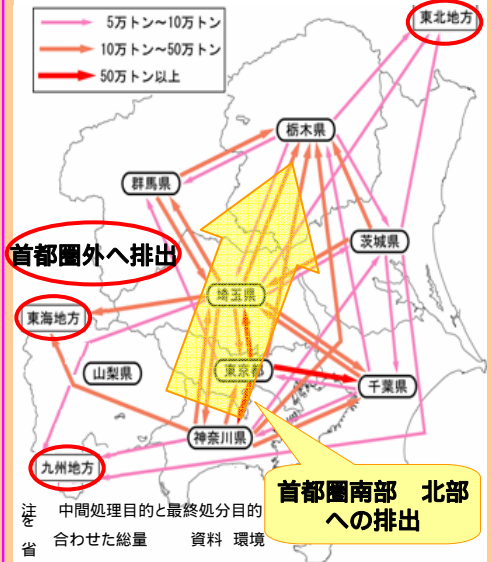 5万トン～10万トン
10万トン～50万トン
50万トン以上
東北地方
栃木県
群馬県
茨城県
首都圏外へ排出
埼玉県
東海地方
山梨県
東京都
千葉県
神奈川県
九州地方
首都圏南部　北部
への排出
注　中間処理目的と最終処分目的
を
合わせた総量　資料　環境
省